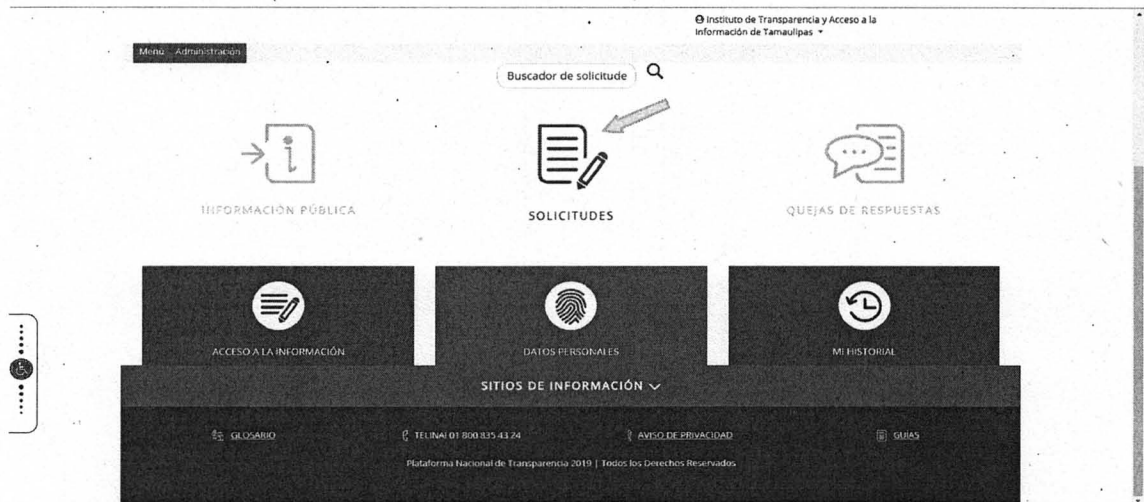 Instituto de Transparencia y Acceso a la
Información de Tamaulipas
Menú Administración
Buscador de solicitude
INFORMACIÓN PÚBLICA
SOLICITUDES
QUEJAS DE RESPUESTAS
ACCESO A LA INFORMACIÓN
DATOS PERSONALES
MI HISTORIAL
SITIOS DE INFORMACIÓN
GLOSARIO
TELINAI 01 800 835 43 24
AVISO DE PRIVACIDAD
GUÍAS
Plataforma Nacional de Transparencia 2019 | Todos los Derechos Reservados